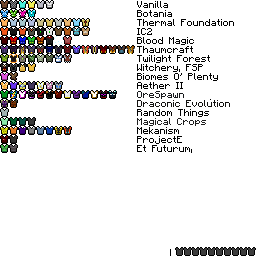 Vanilla
Botania
Thermal Foundation
IC2
Blood Magic
Thaumcraft
Twilight Forest
Witchery, FSP
Biomes O' Plenty
Aether II
OreSpawn
Draconic Evolution
Random Things
Magical Crops
Mekanism
ProjectE
Et Futurum,